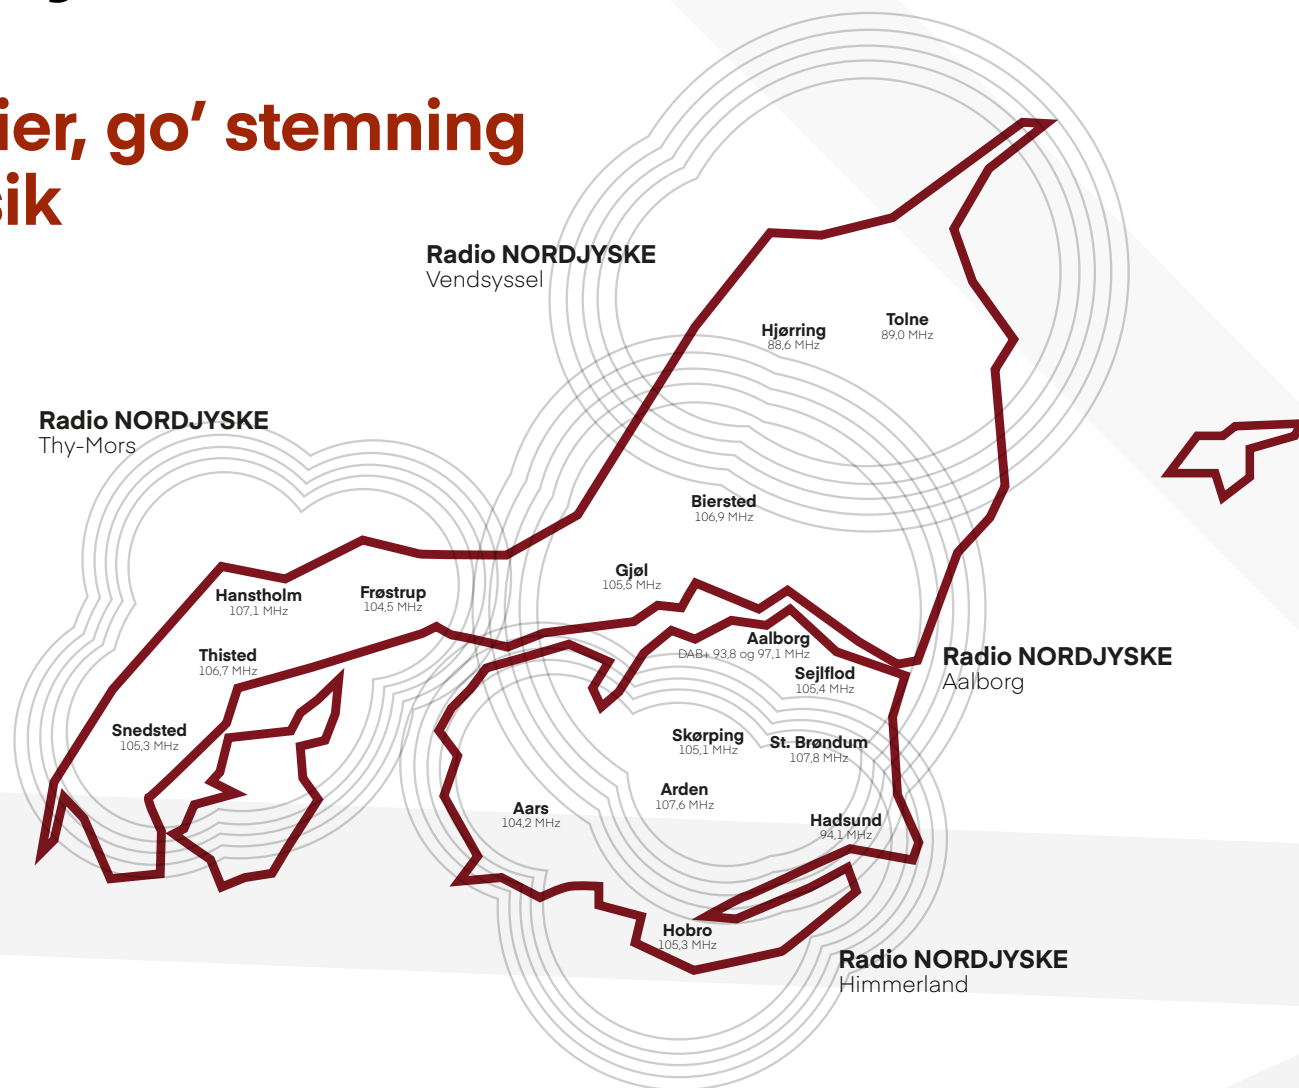 ier, go’ stemning
sik
Radio NORDJYSKE
Vendsyssel
Hjørring
88,6 MHz
Tolne
89,0 MHz
Radio NORDJYSKE
Thy-Mors
Biersted
106,9 MHz
Gjøl
105,5 MHz
Hanstholm
107,1 MHz
Frøstrup
104,5 MHz
Thisted
106,7 MHz
Aalborg
DAB+ 93,8 og 97,1 MHz
Sejlflod
105,4 MHz
Radio NORDJYSKE
Aalborg
Snedsted
105,3 MHz
Skørping
105,1 MHz
St. Brøndum
107,8 MHz
Arden
107,6 MHz
Aars
104,2 MHz
Hadsund
94,1 MHz
Hobro
105,3 MHz
Radio NORDJYSKE
Himmerland